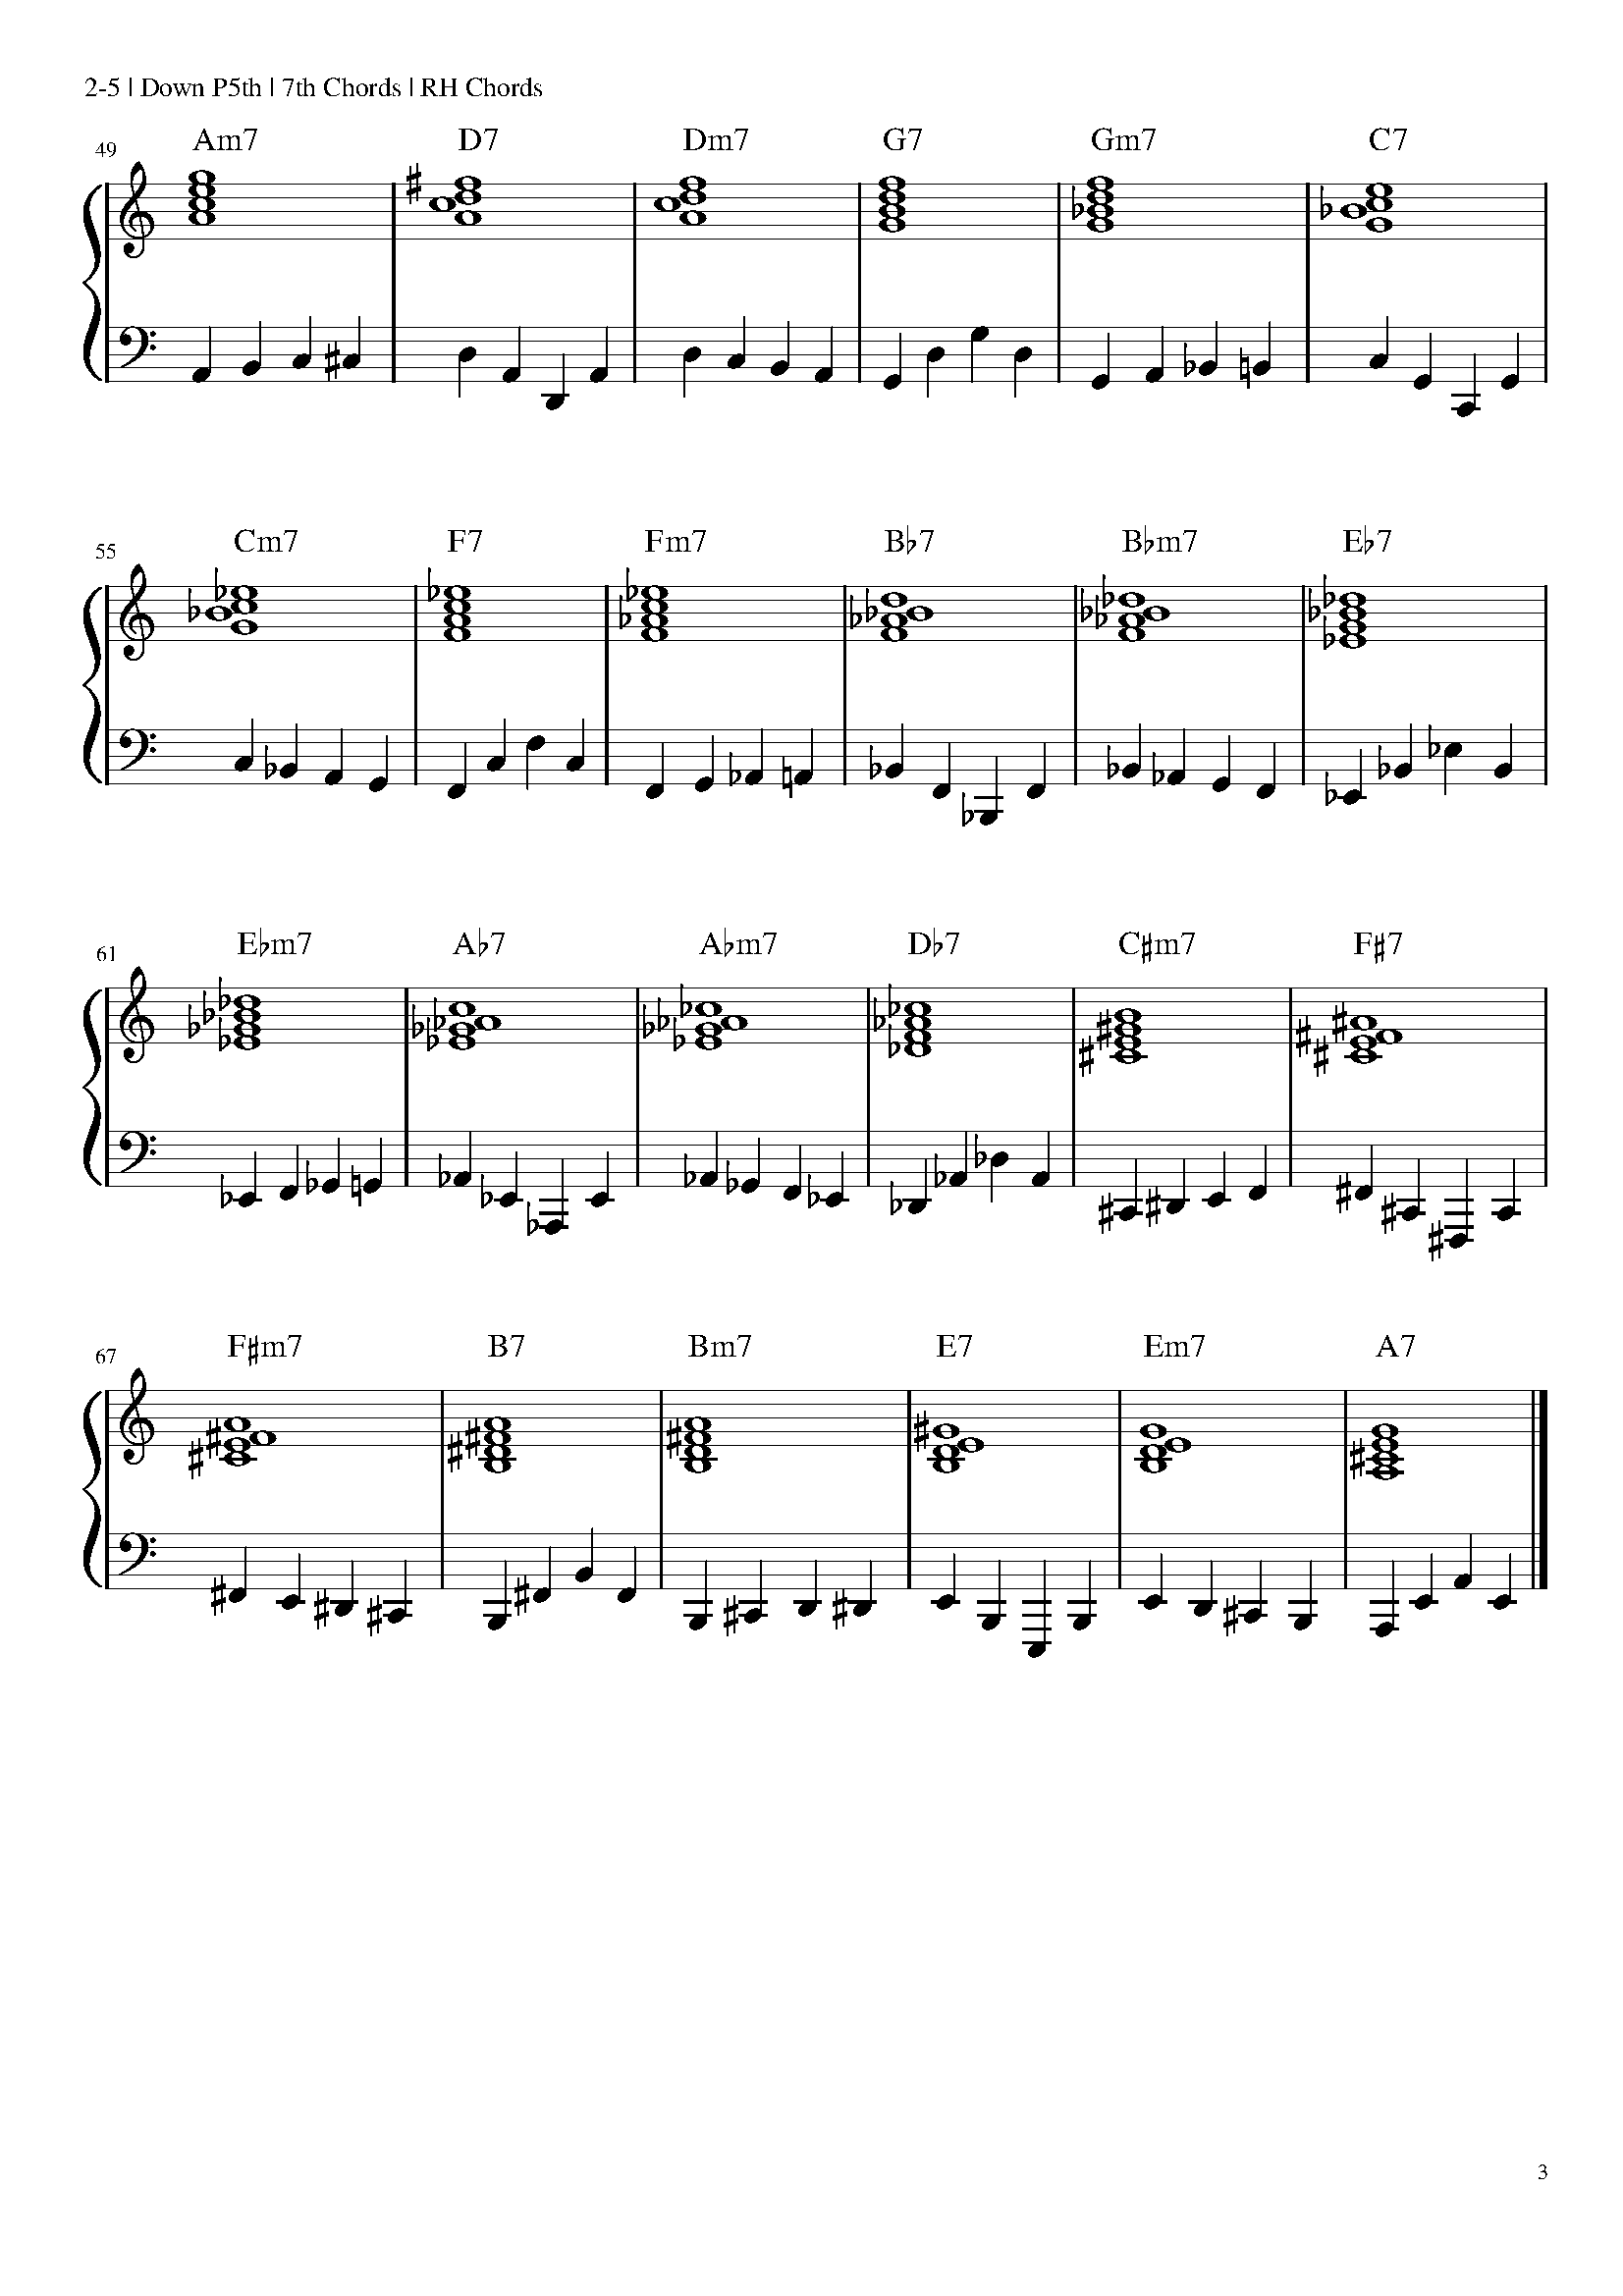 2-5 | Down P5th | 7th Chords | RH Chords
49 Am7 D7 Dm7 G7 Gm7 C7
55 Cm7 F7 Fm7 B♭7 B♭m7 E♭7
61 E♭m7 A♭7 A♭m7 D♭7 C♯m7 F♯7
67 F♯m7 B7 Bm7 E7 Em7 A7
3